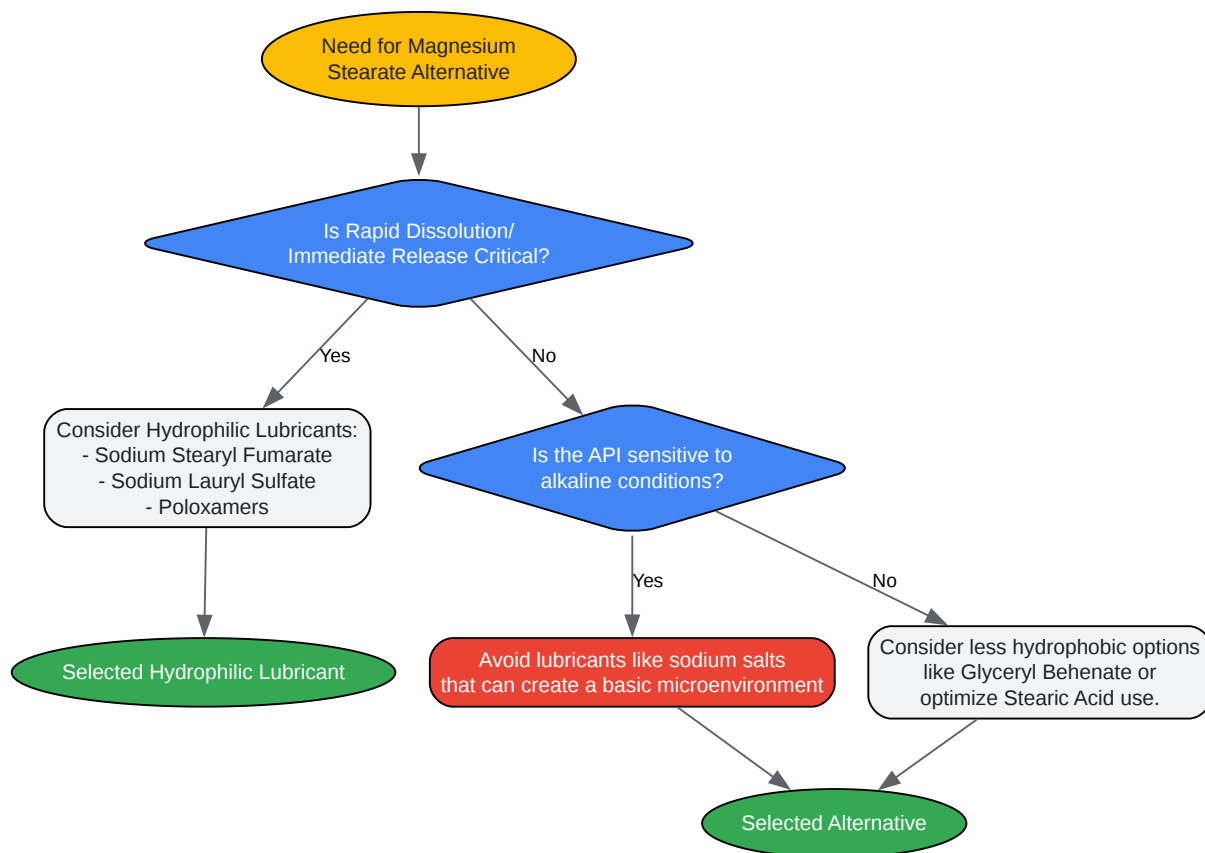 Need for Magnesium
Stearate Alternative
Is Rapid Dissolution/
Immediate Release Critical?
Yes
No
Consider Hydrophilic Lubricants:
- Sodium Stearyl Fumarate
- Sodium Lauryl Sulfate
- Poloxamers
Is the API sensitive to
alkaline conditions?
Yes
No
Selected Hydrophilic Lubricant
Avoid lubricants like sodium salts
that can create a basic microenvironment
Consider less hydrophobic options
like Glyceryl Behenate or
optimize Stearic Acid use.
Selected Alternative